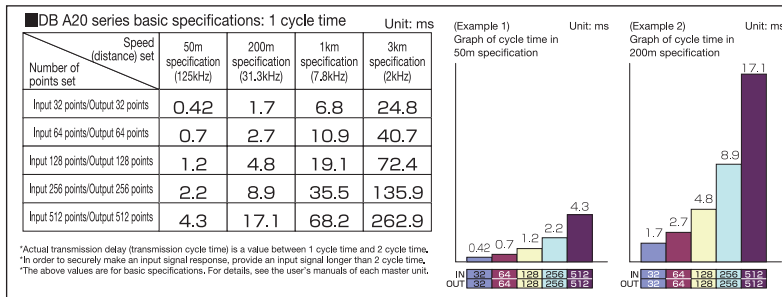 ■DB A20 series basic specifications: 1 cycle time Unit: ms
Speed (distance) set
Number of points set
50m specification (125kHz)
200m specification (31.3kHz)
1km specification (7.8kHz)
3km specification (2kHz)
Input 32 points/Output 32 points 0.42 1.7 6.8 24.8
Input 64 points/Output 64 points 0.7 2.7 10.9 40.7
Input 128 points/Output 128 points 1.2 4.8 19.1 72.4
Input 256 points/Output 256 points 2.2 8.9 35.5 135.9
Input 512 points/Output 512 points 4.3 17.1 68.2 262.9
*Actual transmission delay (transmission cycle time) is a value between 1 cycle time and 2 cycle time.
*In order to securely make an input signal response, provide an input signal longer than 2 cycle time.
*The above values are for basic specifications. For details, see the user's manuals of each master unit.
(Example 1) Unit: ms
Graph of cycle time in
50m specification
0.42 0.7 1.2 2.2 4.3
IN 32 64 128 256 512
OUT 32 64 128 256 512
(Example 2) Unit: ms
Graph of cycle time in
200m specification
1.7 2.7 4.8 8.9 17.1
IN 32 64 128 256 512
OUT 32 64 128 256 512